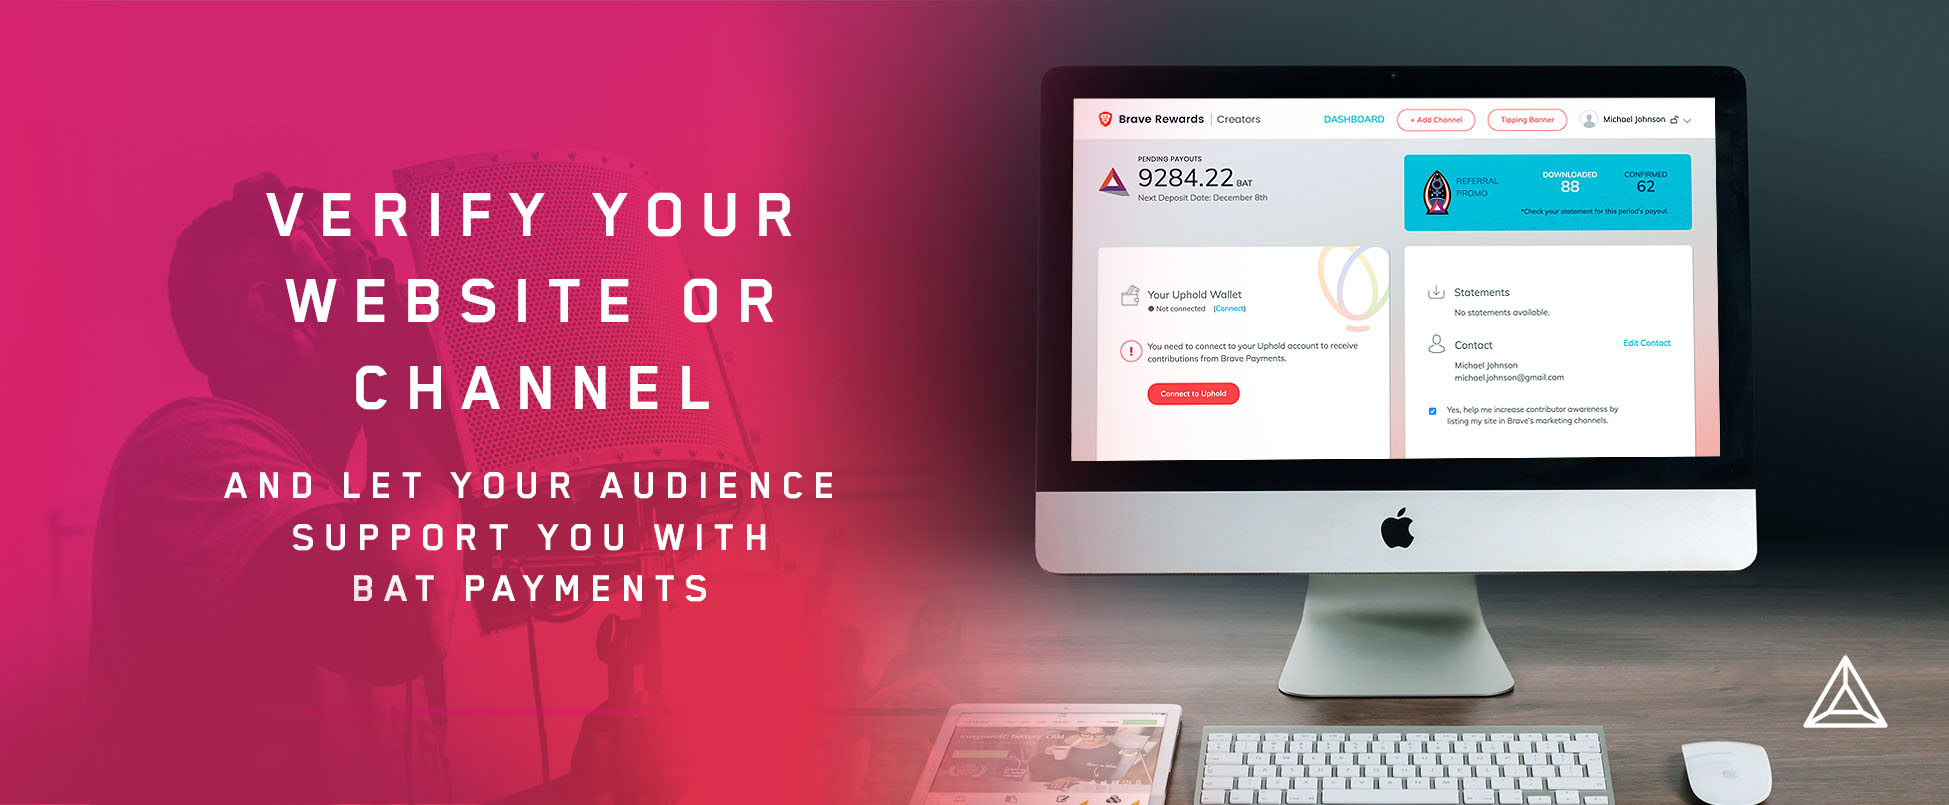 VERIFY YOUR
WEBSITE OR
CHANNEL
AND LET YOUR AUDIENCE
SUPPORT YOU WITH
BAT PAYMENTS
Brave Rewards | Creators
DASHBOARD
+ Add Channel
Tipping Banner
Michael Johnson
PENDING PAYOUTS
9284.22 BAT
Next Deposit Date: December 8th
REFERRAL
PROMO
DOWNLOADED
88
CONFIRMED
62
*Check your statement for this period's payout.
Your Uphold Wallet
Not connected (Connect)
You need to connect to your Uphold account to receive
contributions from Brave Payments.
Connect to Uphold
Statements
No statements available.
Contact
Edit Contact
Michael Johnson
michael.johnson@gmail.com
Yes, help me increase contributor awareness by
listing my site in Brave's marketing channels.
Księgowość, faktury, CRM